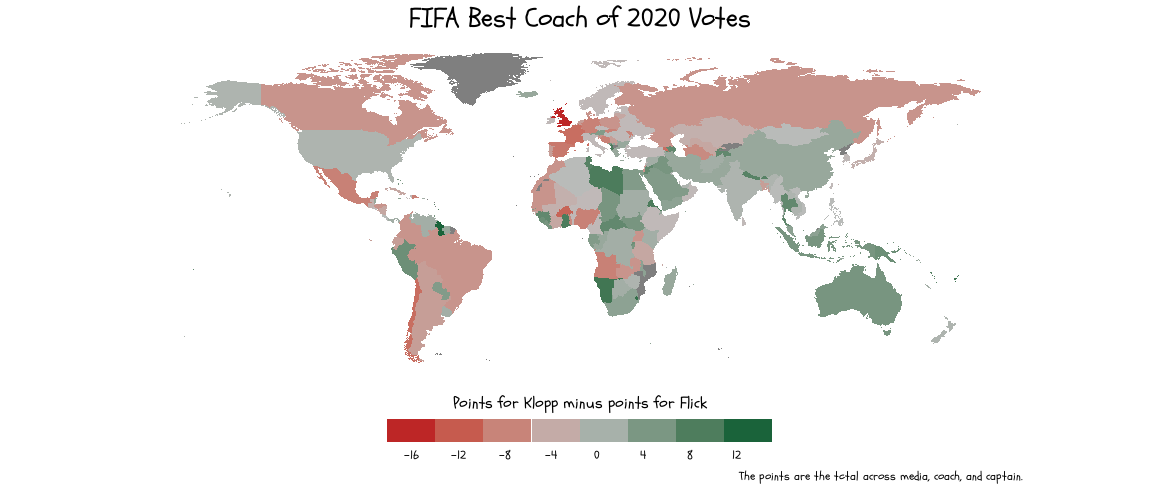 FIFA Best Coach of 2020 Votes
Points for Klopp minus points for Flick
-16 -12 -8 -4 0 4 8 12
The points are the total across media, coach, and captain.